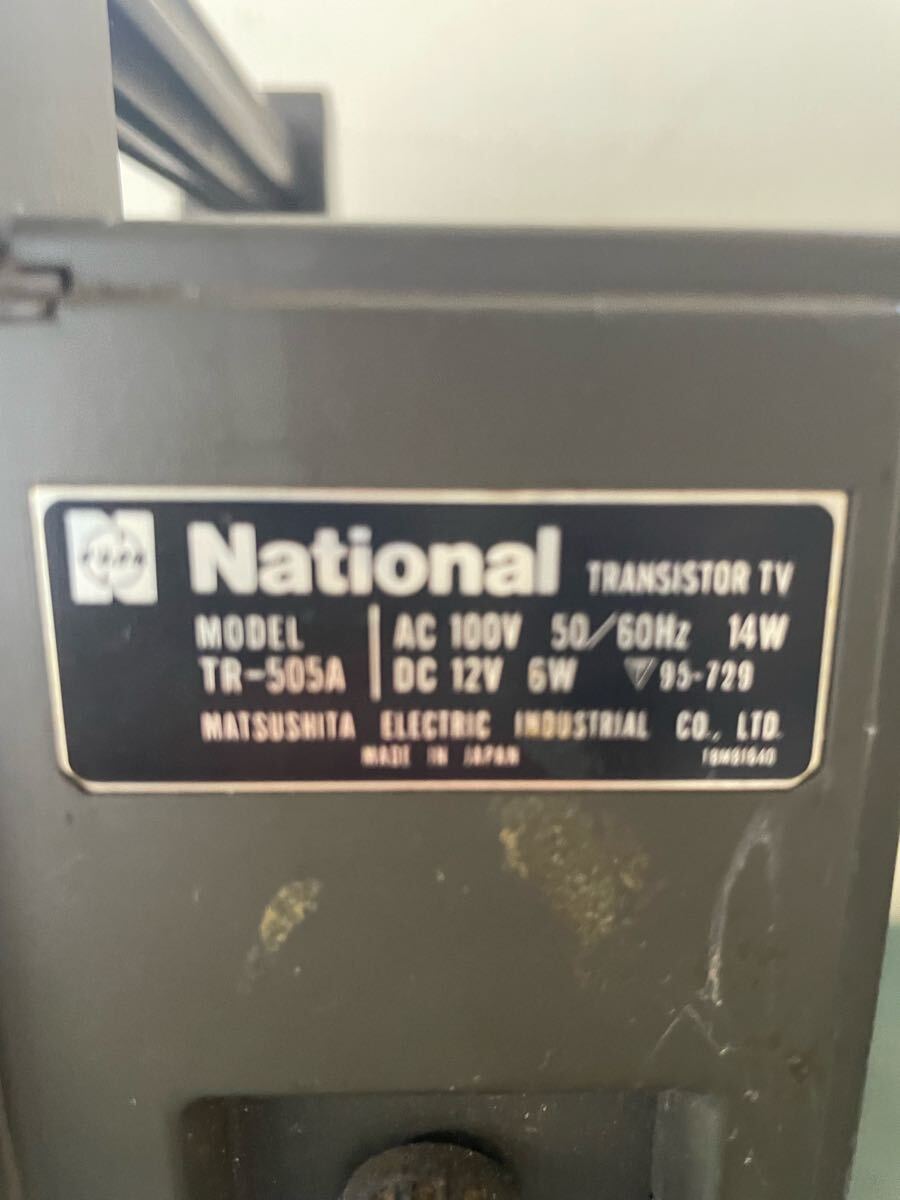 National TRANSISTOR TV
MODEL AC 100V 50/60Hz 14W
TR-505A DC 12V 6W ▽95-729
MATSUSHITA ELECTRIC INDUSTRIAL CO., LTD.
MADE IN JAPAN